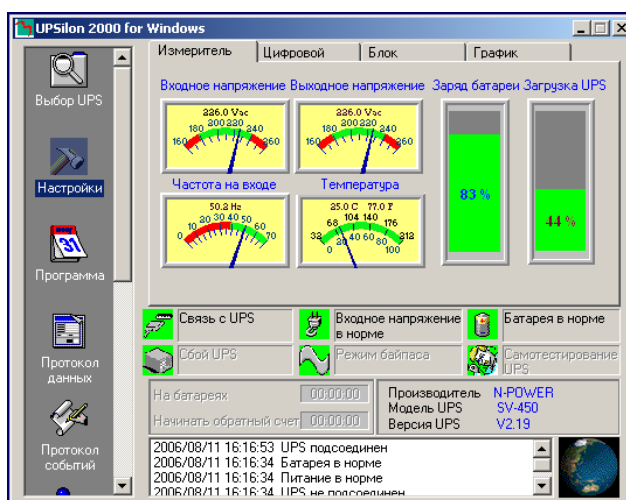 UPSilon 2000 for Windows
Измеритель Цифровой Блок График
Выбор UPS
Настройки
31
Программа
Протокол
данных
Протокол
событий
Входное напряжение Выходное напряжение Заряд батареи Загрузка UPS
226.0 Vac
160 180 200 220 240 260
226.0 Vac
160 180 200 220 240 260
83 %
44 %
Частота на входе Температура
50.2 Hz
0 10 20 30 40 50 60 70
25.0 C 77.0 F
32 68 104 140 176 212
0 20 40 60 80 100
Связь с UPS
Входное напряжение
в норме
Батарея в норме
Сбой UPS
Режим байпаса
Самотестирование
UPS
На батареях 00:00:00
Начинать обратный счет 00:00:00
Производитель N-POWER
Модель UPS SV-450
Версия UPS V2.19
2006/08/11 16:16:53 UPS подсоединен
2006/08/11 16:16:34 Батарея в норме
2006/08/11 16:16:34 Питание в норме
2006/08/11 16:16:34 UPS не подсоединен